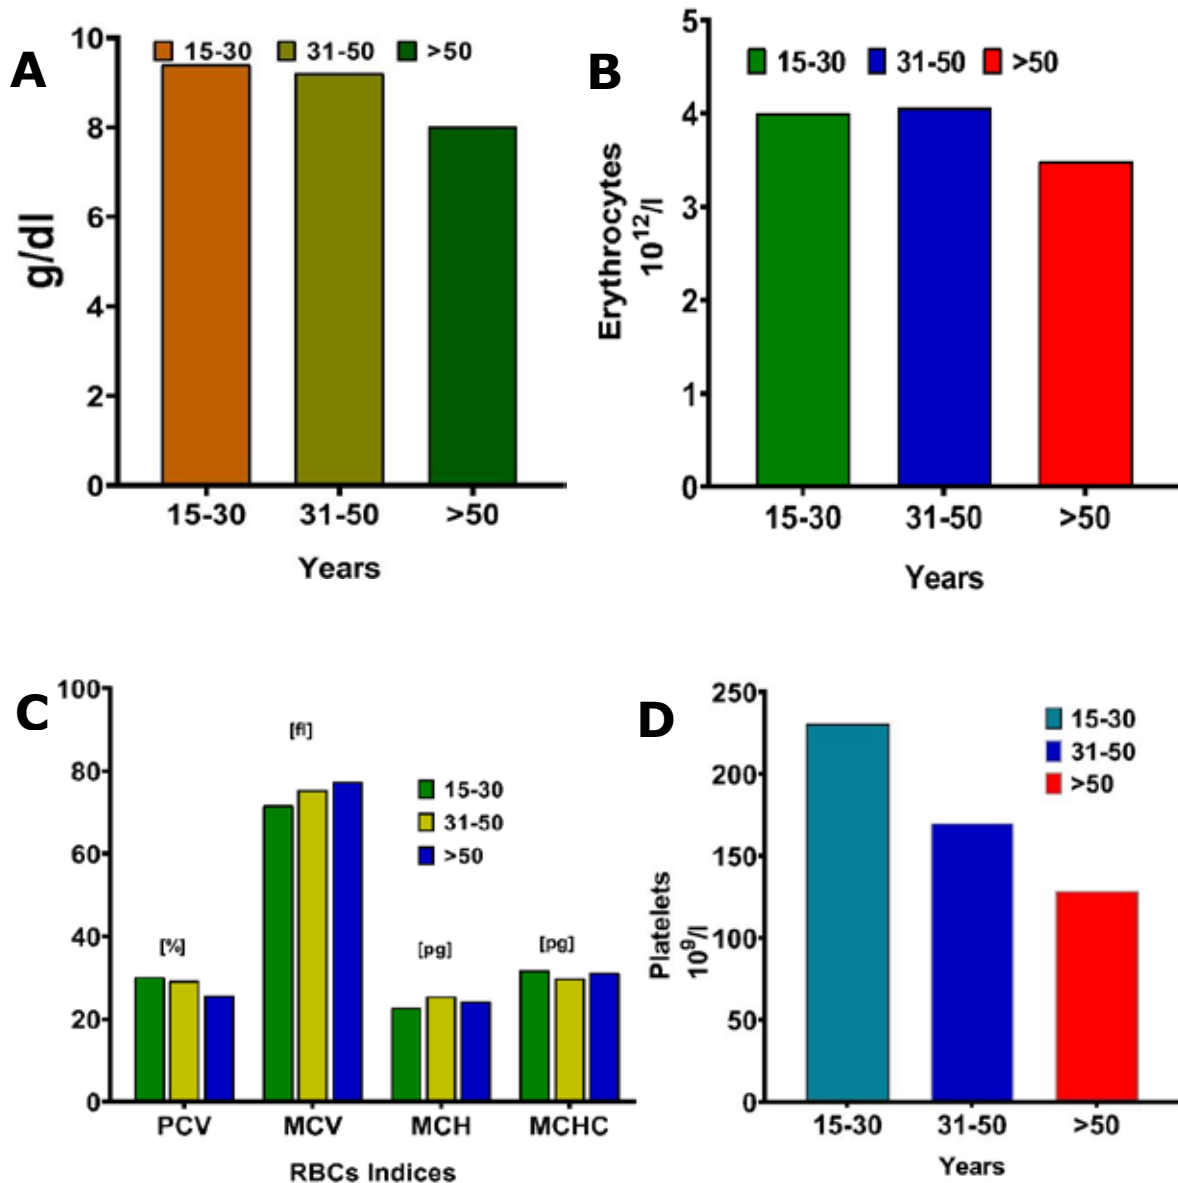 A
10
8
6
4
2
0
g/dl
15-30 31-50 >50
15-30 31-50 >50
Years
B
5
4
3
2
1
0
Erythrocytes
10¹²/l
15-30 31-50 >50
15-30 31-50 >50
Years
C
100
80
60
40
20
0
[%]
[fl]
[pg]
[pg]
15-30
31-50
>50
PCV MCV MCH MCHC
RBCs Indices
D
250
200
150
100
50
0
Platelets
10⁹/l
15-30
31-50
>50
15-30 31-50 >50
Years